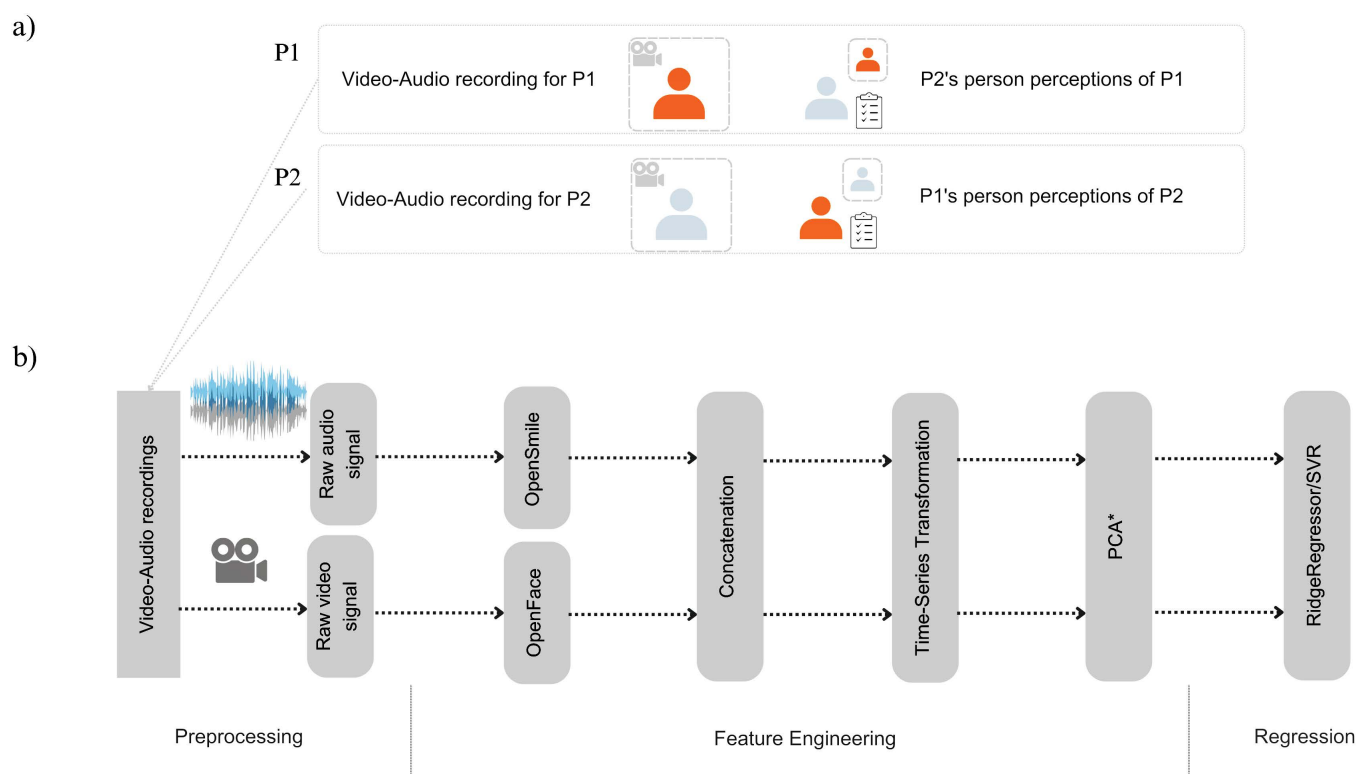 a)
P1
Video-Audio recording for P1
P2's person perceptions of P1
P2
Video-Audio recording for P2
P1's person perceptions of P2
b)
Video-Audio recordings
Raw audio
signal
Raw video
signal
OpenSmile
OpenFace
Concatenation
Time-Series Transformation
PCA*
RidgeRegressor/SVR
Preprocessing
Feature Engineering
Regression